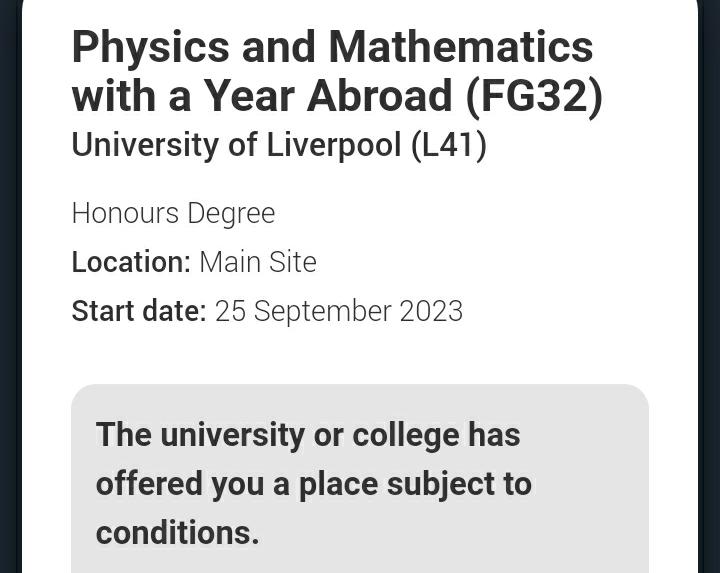 Physics and Mathematics
with a Year Abroad (FG32)
University of Liverpool (L41)
Honours Degree
Location: Main Site
Start date: 25 September 2023
The university or college has
offered you a place subject to
conditions.